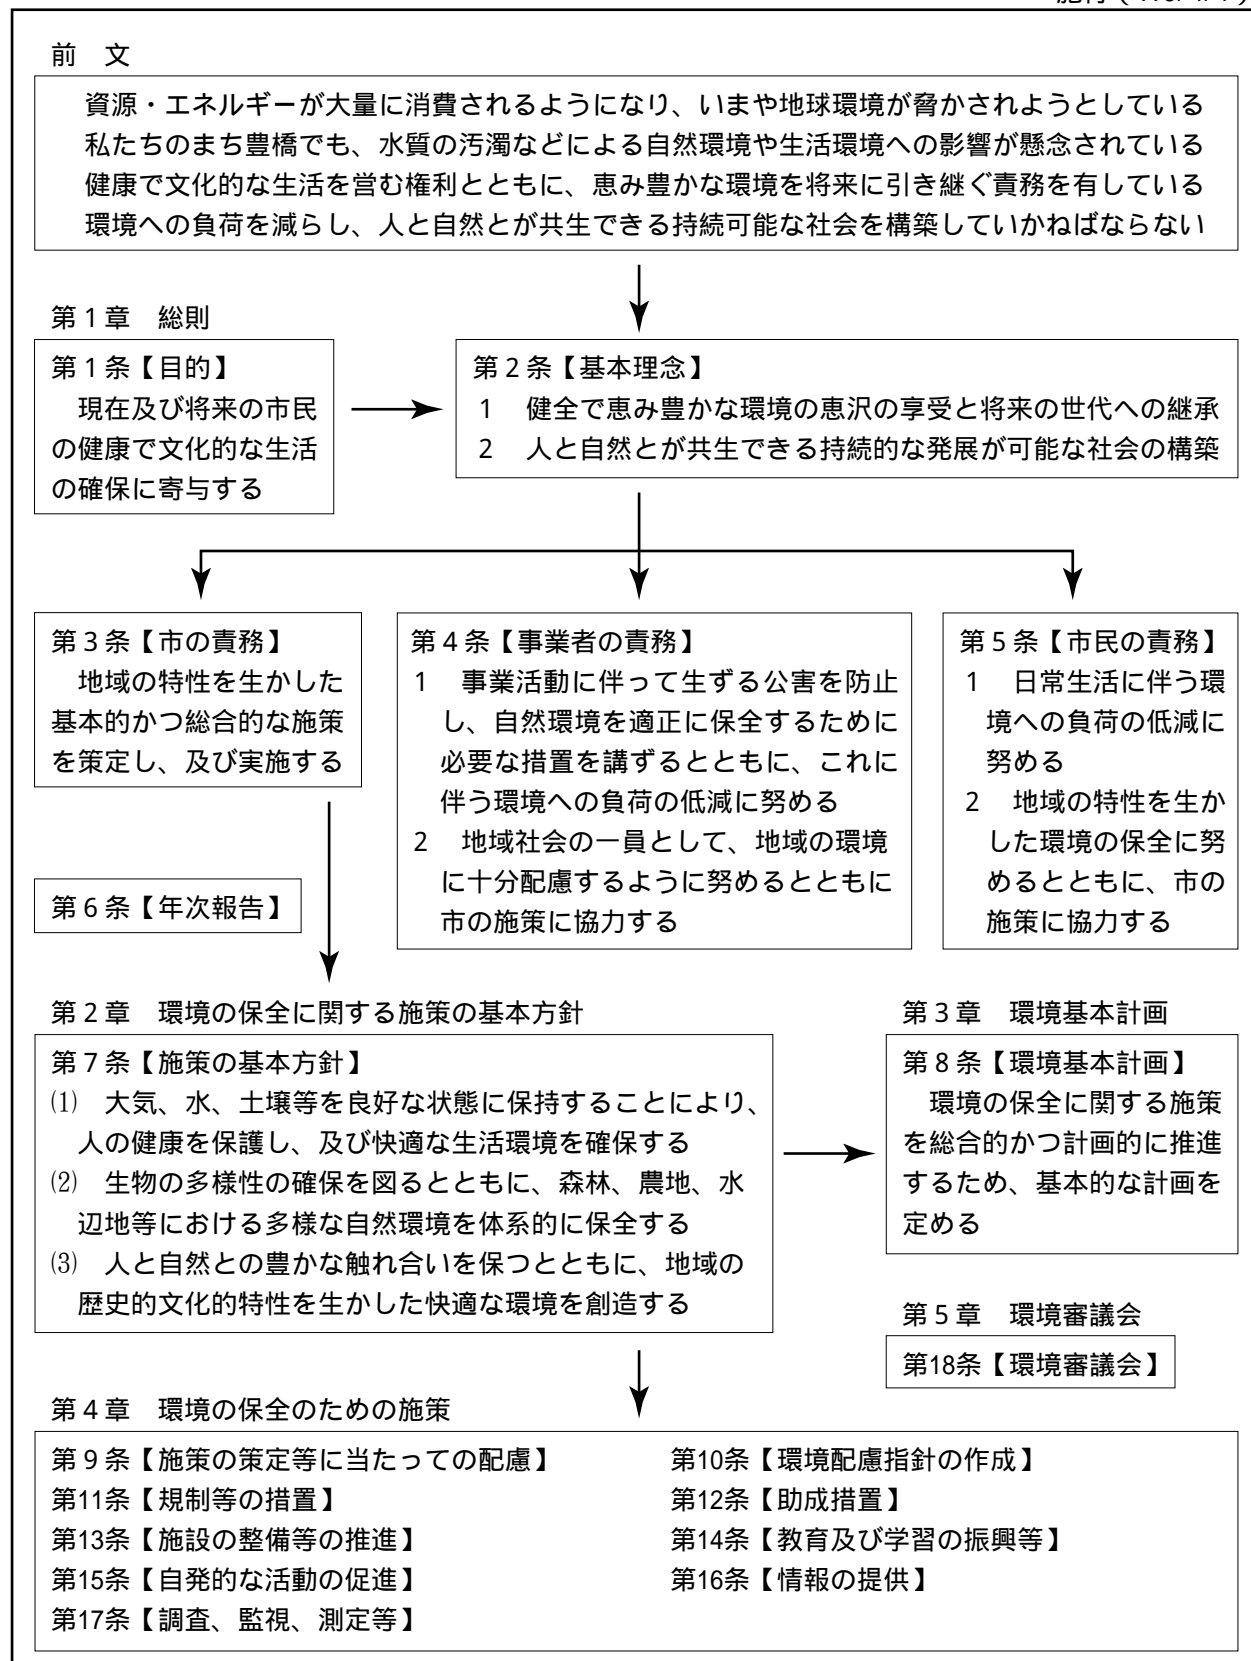 前　文
資源・エネルギーが大量に消費されるようになり、いまや地球環境が脅かされようとしている
私たちのまち豊橋でも、水質の汚濁などによる自然環境や生活環境への影響が懸念されている
健康で文化的な生活を営む権利とともに、恵み豊かな環境を将来に引き継ぐ責務を有している
環境への負荷を減らし、人と自然とが共生できる持続可能な社会を構築していかねばならない
第1章　総則
第1条【目的】
現在及び将来の市民
の健康で文化的な生活
の確保に寄与する
第2条【基本理念】
1　健全で恵み豊かな環境の恵沢の享受と将来の世代への継承
2　人と自然とが共生できる持続的な発展が可能な社会の構築
第3条【市の責務】
地域の特性を生かした
基本的かつ総合的な施策
を策定し、及び実施する
第4条【事業者の責務】
1　事業活動に伴って生ずる公害を防止
し、自然環境を適正に保全するために
必要な措置を講ずるとともに、これに
伴う環境への負荷の低減に努める
2　地域社会の一員として、地域の環境
に十分配慮するように努めるとともに
市の施策に協力する
第5条【市民の責務】
1　日常生活に伴う環
境への負荷の低減に
努める
2　地域の特性を生か
した環境の保全に努
めるとともに、市の
施策に協力する
第6条【年次報告】
第2章　環境の保全に関する施策の基本方針
第7条【施策の基本方針】
⑴　大気、水、土壌等を良好な状態に保持することにより、
人の健康を保護し、及び快適な生活環境を確保する
⑵　生物の多様性の確保を図るとともに、森林、農地、水
辺地等における多様な自然環境を体系的に保全する
⑶　人と自然との豊かな触れ合いを保つとともに、地域の
歴史的文化的特性を生かした快適な環境を創造する
第3章　環境基本計画
第8条【環境基本計画】
環境の保全に関する施策
を総合的かつ計画的に推進
するため、基本的な計画を
定める
第5章　環境審議会
第18条【環境審議会】
第4章　環境の保全のための施策
第9条【施策の策定等に当たっての配慮】
第10条【環境配慮指針の作成】
第11条【規制等の措置】
第12条【助成措置】
第13条【施設の整備等の推進】
第14条【教育及び学習の振興等】
第15条【自発的な活動の促進】
第16条【情報の提供】
第17条【調査、監視、測定等】